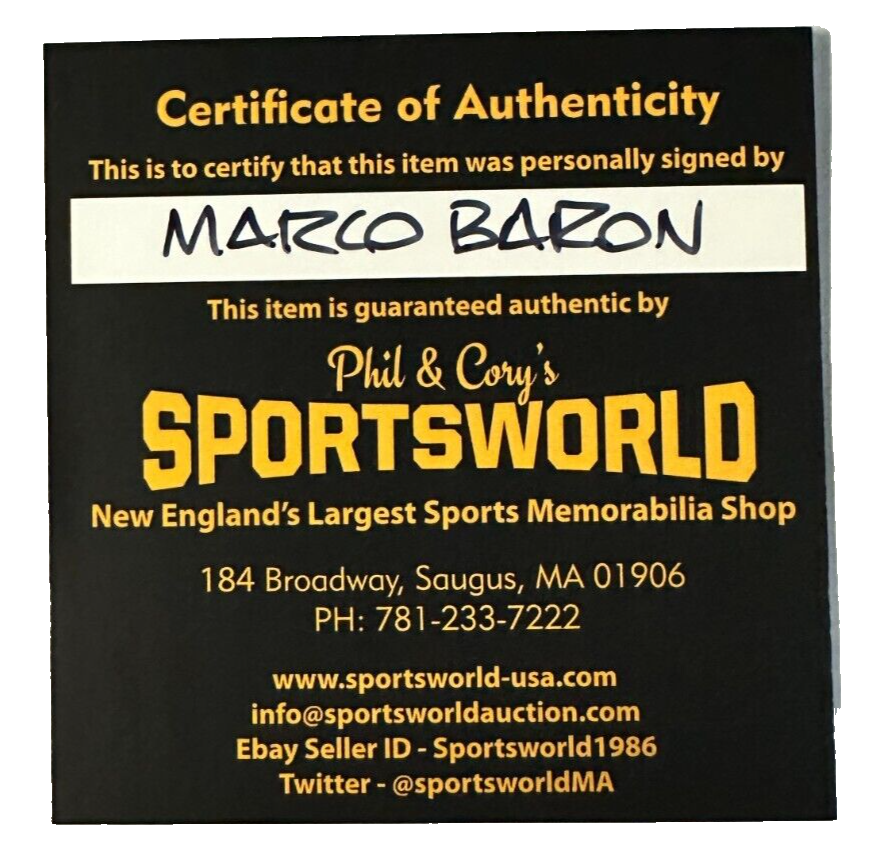 Certificate of Authenticity
This is to certify that this item was personally signed by
MARCO BARON
This item is guaranteed authentic by
Phil & Cory's
SPORTSWORLD
New England's Largest Sports Memorabilia Shop
184 Broadway, Saugus, MA 01906
PH: 781-233-7222
www.sportsworld-usa.com
info@sportsworldauction.com
Ebay Seller ID - Sportsworld1986
Twitter - @sportsworldMA